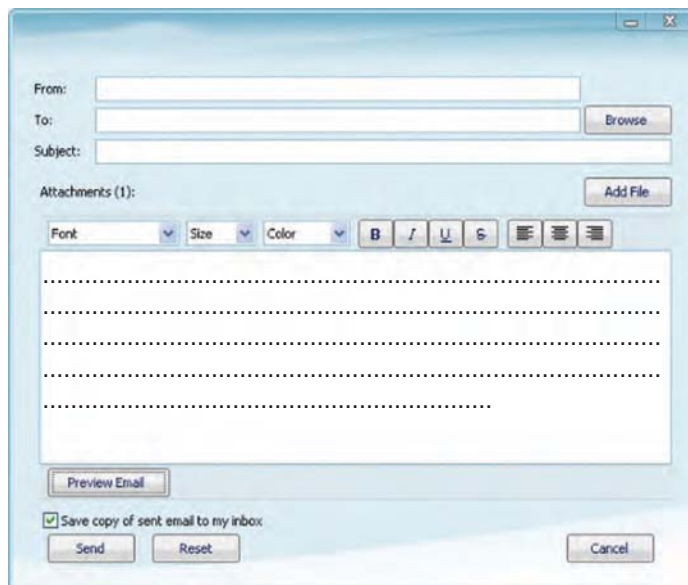 From:
To: Browse
Subject:
Attachments (1): Add File
Font Size Color B I U S
........................................................................................
........................................................................................
........................................................................................
........................................................................................
................................................................
Preview Email
Save copy of sent email to my inbox
Send Reset Cancel